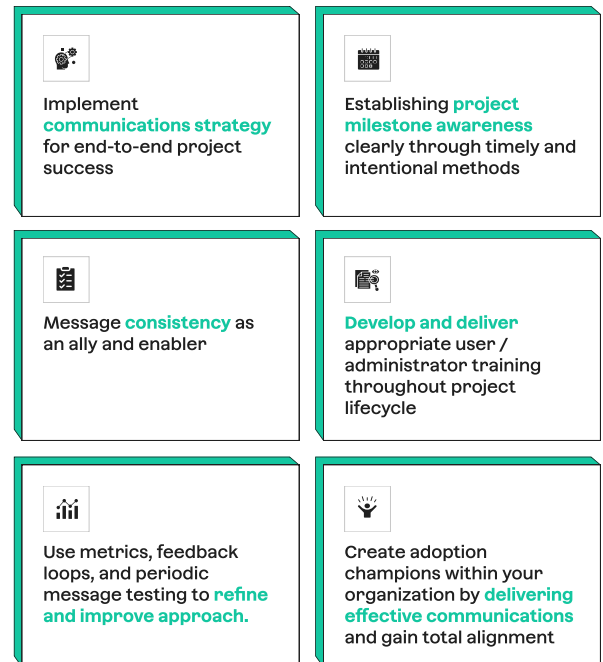 Implement
communications strategy
for end-to-end project
success
Establishing project
milestone awareness
clearly through timely and
intentional methods
Message consistency as
an ally and enabler
Develop and deliver
appropriate user /
administrator training
throughout project
lifecycle
Use metrics, feedback
loops, and periodic
message testing to refine
and improve approach.
Create adoption
champions within your
organization by delivering
effective communications
and gain total alignment